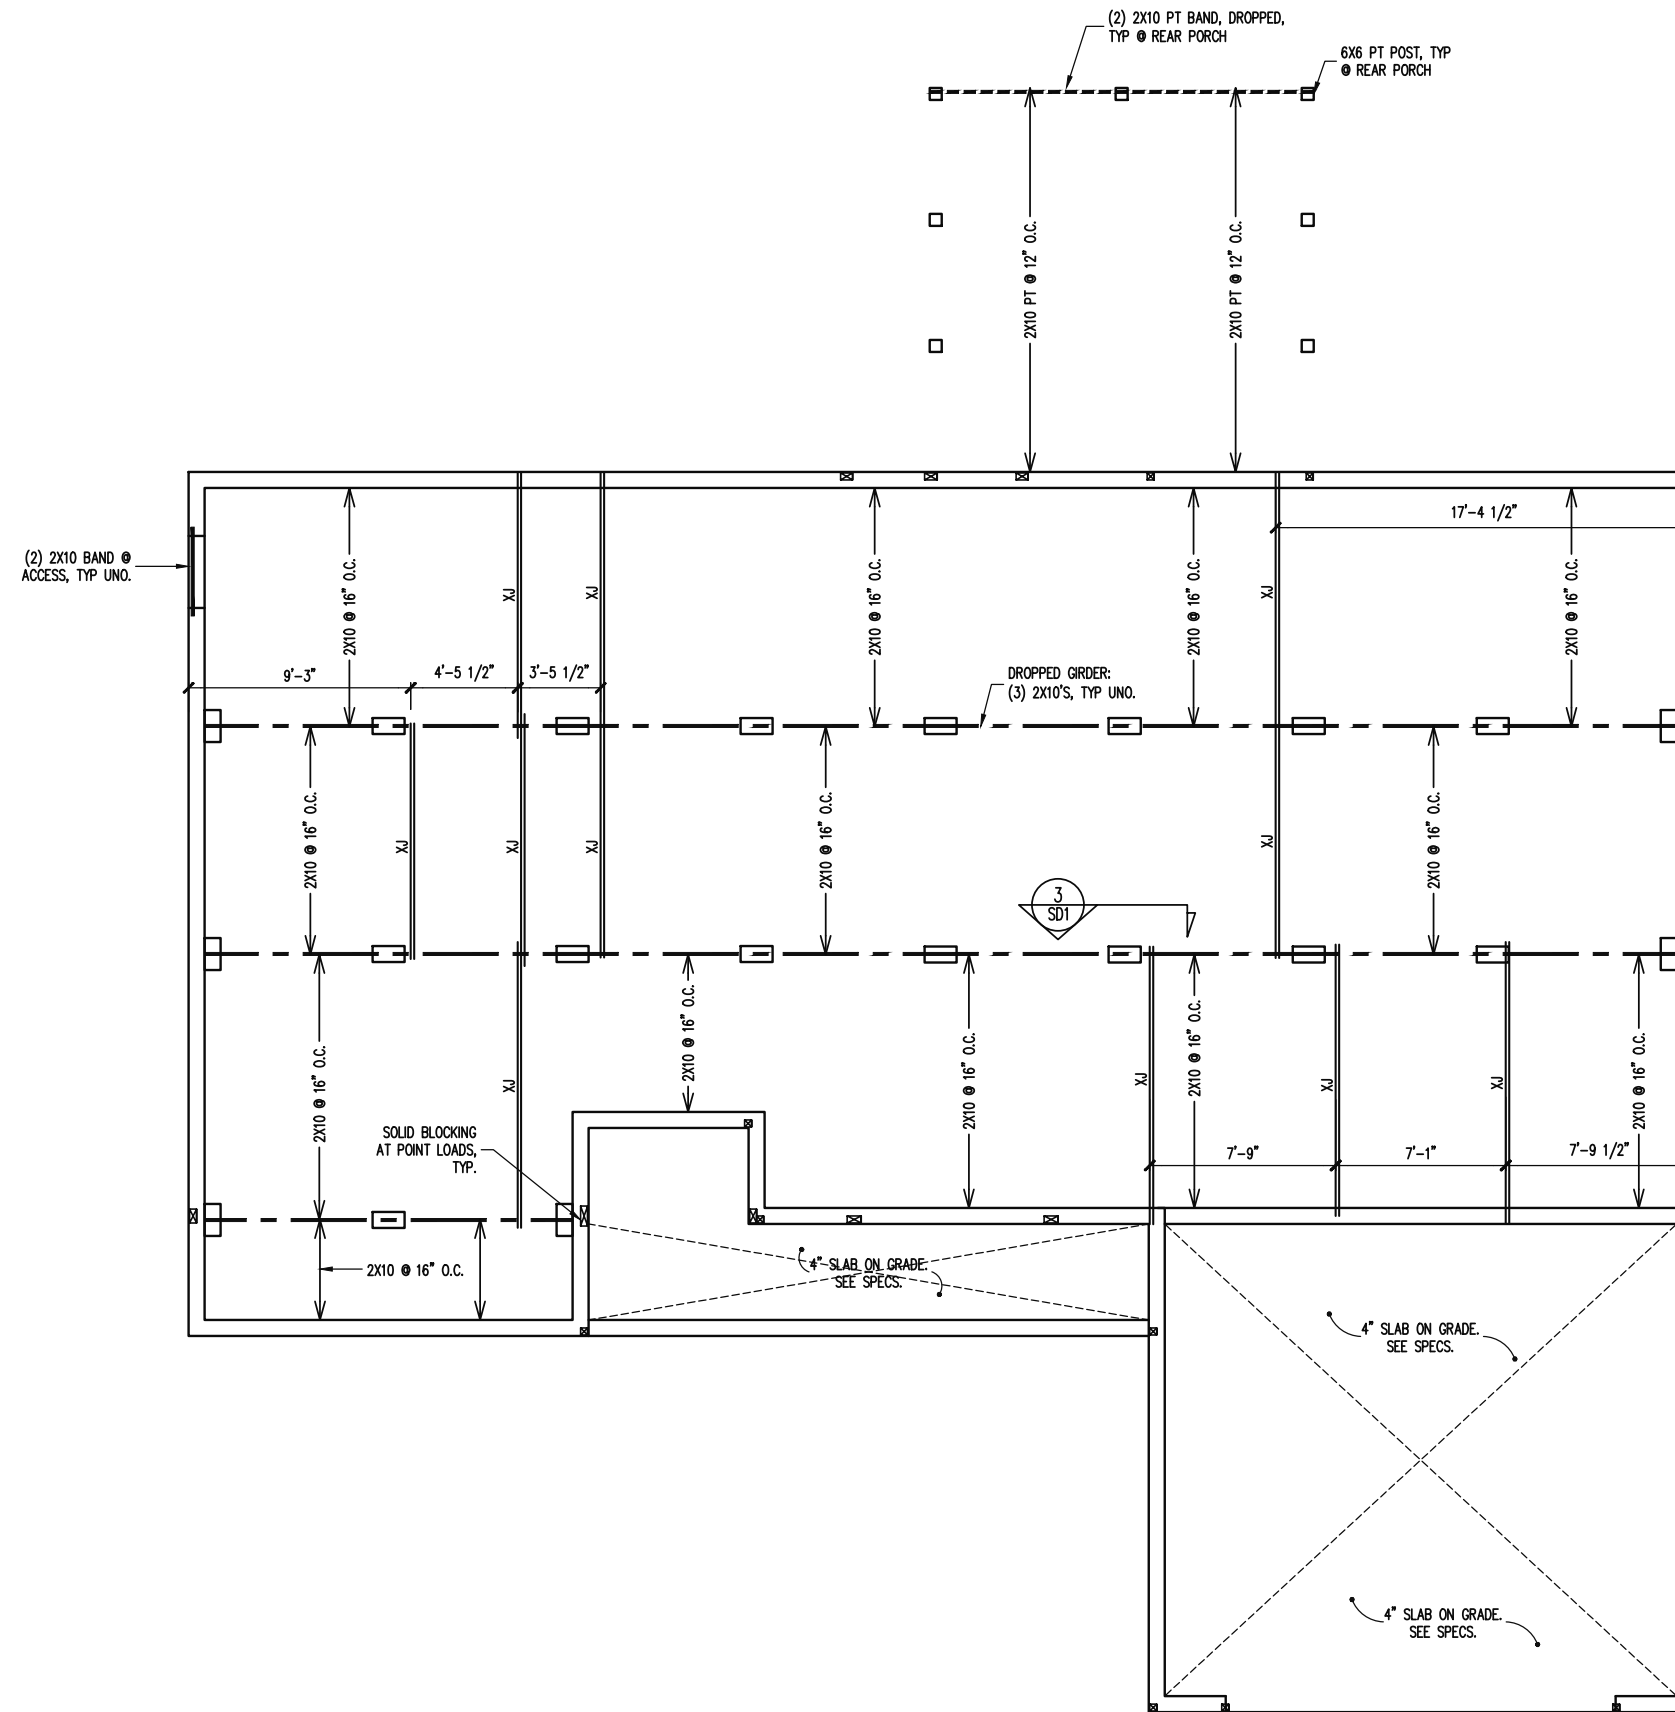 (2) 2X10 PT BAND, DROPPED,
TYP @ REAR PORCH
6X6 PT POST, TYP
@ REAR PORCH
2X10 PT @ 12" O.C.
2X10 PT @ 12" O.C.
17'-4 1/2"
(2) 2X10 BAND @
ACCESS, TYP UNO.
2X10 @ 16" O.C.
XJ
XJ
2X10 @ 16" O.C.
2X10 @ 16" O.C.
XJ
2X10 @ 16" O.C.
9'-3"
4'-5 1/2"
3'-5 1/2"
DROPPED GIRDER:
(3) 2X10'S, TYP UNO.
2X10 @ 16" O.C.
XJ
XJ
XJ
2X10 @ 16" O.C.
XJ
2X10 @ 16" O.C.
3
SD1
2X10 @ 16" O.C.
XJ
2X10 @ 16" O.C.
2X10 @ 16" O.C.
XJ
2X10 @ 16" O.C.
XJ
XJ
2X10 @ 16" O.C.
SOLID BLOCKING
AT POINT LOADS,
TYP.
7'-9"
7'-1"
7'-9 1/2"
2X10 @ 16" O.C.
4" SLAB ON GRADE.
SEE SPECS.
4" SLAB ON GRADE.
SEE SPECS.
4" SLAB ON GRADE.
SEE SPECS.